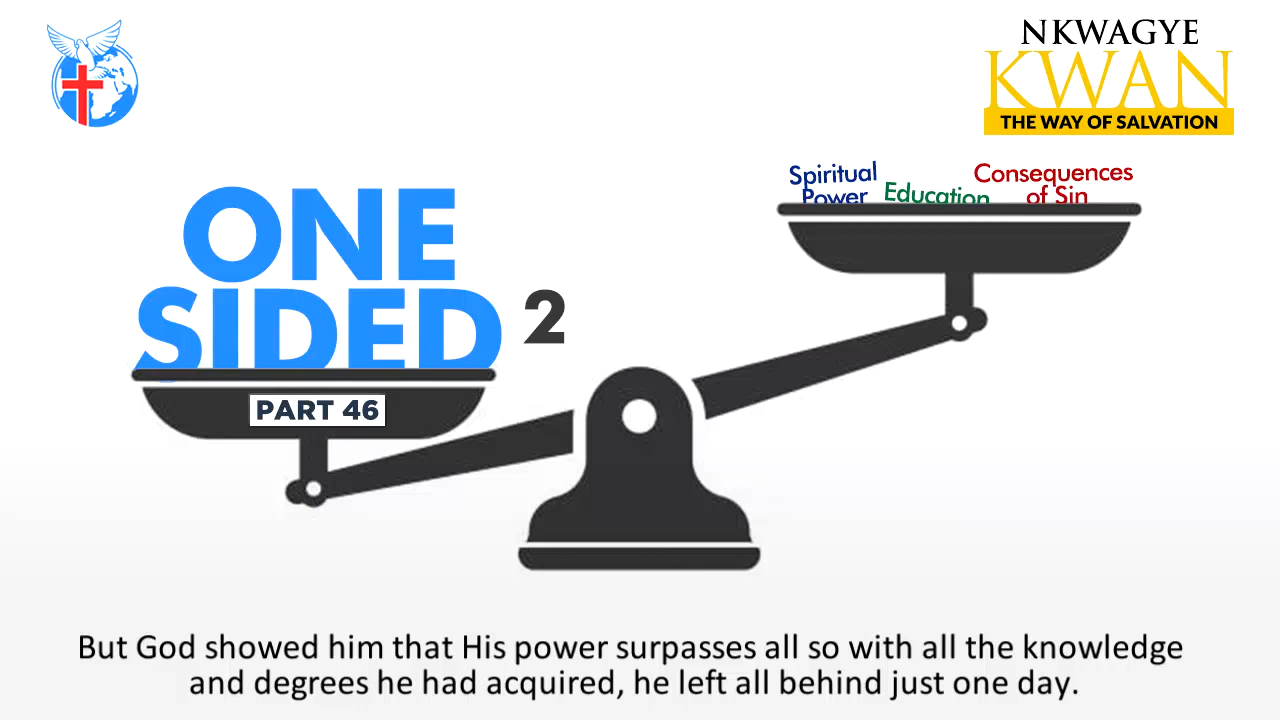 NKWAGYE
KWAN
THE WAY OF SALVATION
Spiritual
Power
Education
Consequences
of Sin
ONE
SIDED 2
PART 46
But God showed him that His power surpasses all so with all the knowledge
and degrees he had acquired, he left all behind just one day.